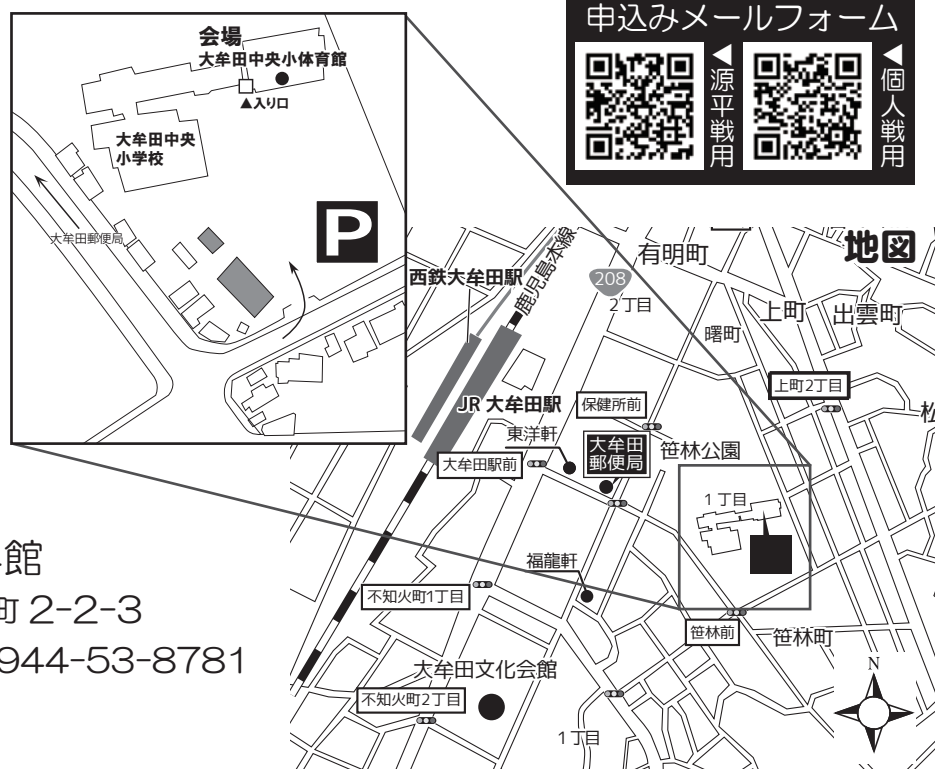 申込みメールフォーム
◀源平戦用
◀個人戦用
会場
大牟田中央小体育館
▲入り口
大牟田中央
小学校
大牟田郵便局
P
地図
有明町
208
2丁目
西鉄大牟田駅
鹿児島本線
上町
出雲町
曙町
上町2丁目
JR 大牟田駅
保健所前
松
東洋軒
大牟田
郵便局
笹林公園
大牟田駅前
1丁目
館
福龍軒
町 2-2-3
不知火町1丁目
笹林前
笹林町
944-53-8781
大牟田文化会館
N
不知火町2丁目
1丁目